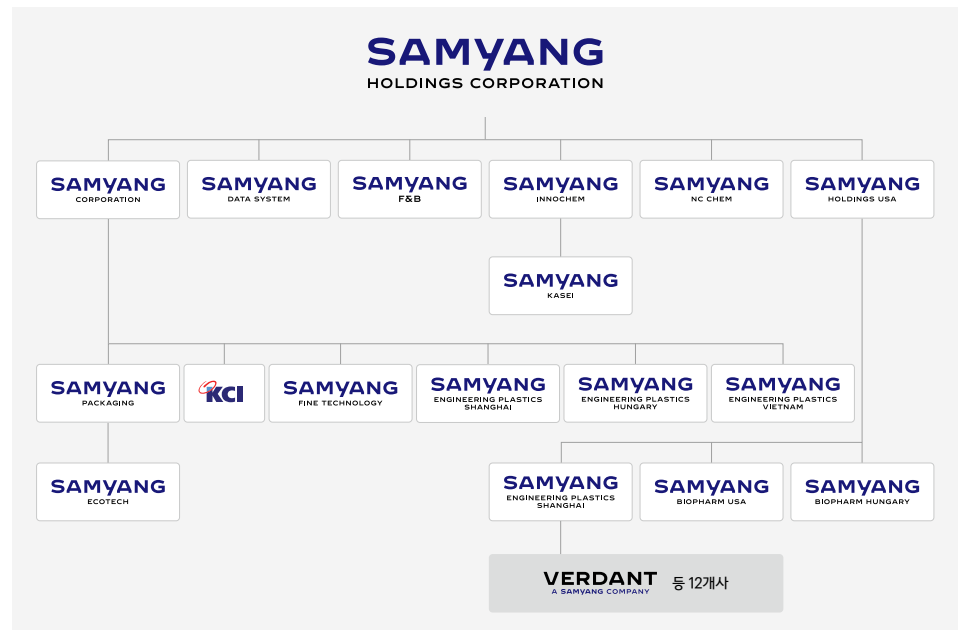 SAMYANG
HOLDINGS CORPORATION
SAMYANG
CORPORATION
SAMYANG
DATA SYSTEM
SAMYANG
F&B
SAMYANG
INNOCHEM
SAMYANG
NC CHEM
SAMYANG
HOLDINGS USA
SAMYANG
KASEI
SAMYANG
PACKAGING
KCI
SAMYANG
FINE TECHNOLOGY
SAMYANG
ENGINEERING PLASTICS
SHANGHAI
SAMYANG
ENGINEERING PLASTICS
HUNGARY
SAMYANG
ENGINEERING PLASTICS
VIETNAM
SAMYANG
ECOTECH
SAMYANG
ENGINEERING PLASTICS
SHANGHAI
SAMYANG
BIOPHARM USA
SAMYANG
BIOPHARM HUNGARY
VERDANT 등 12개사
A SAMYANG COMPANY